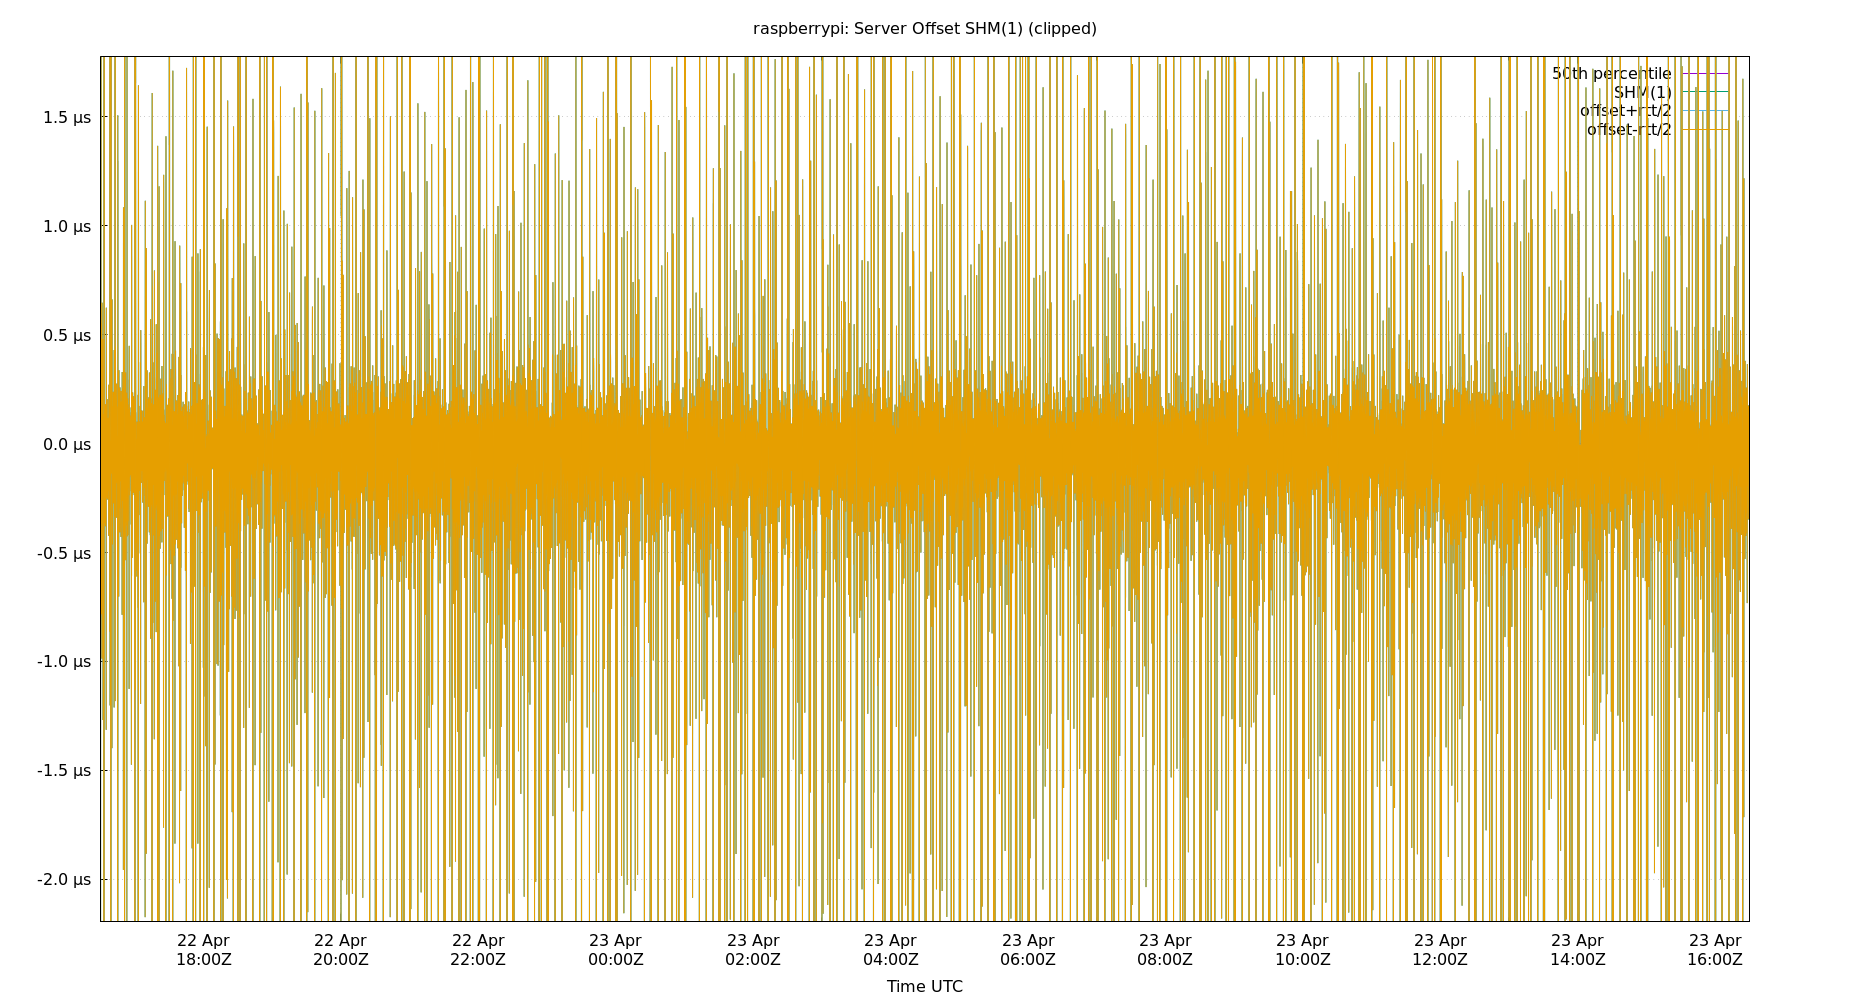 raspberrypi: Server Offset SHM(1) (clipped)
50th percentile
SHM(1)
offset+rtt/2
offset-rtt/2
1.5 µs
1.0 µs
0.5 µs
0.0 µs
-0.5 µs
-1.0 µs
-1.5 µs
-2.0 µs
22 Apr 22 Apr 22 Apr 23 Apr 23 Apr 23 Apr 23 Apr 23 Apr 23 Apr 23 Apr 23 Apr 23 Apr
18:00Z 20:00Z 22:00Z 00:00Z 02:00Z 04:00Z 06:00Z 08:00Z 10:00Z 12:00Z 14:00Z 16:00Z
Time UTC